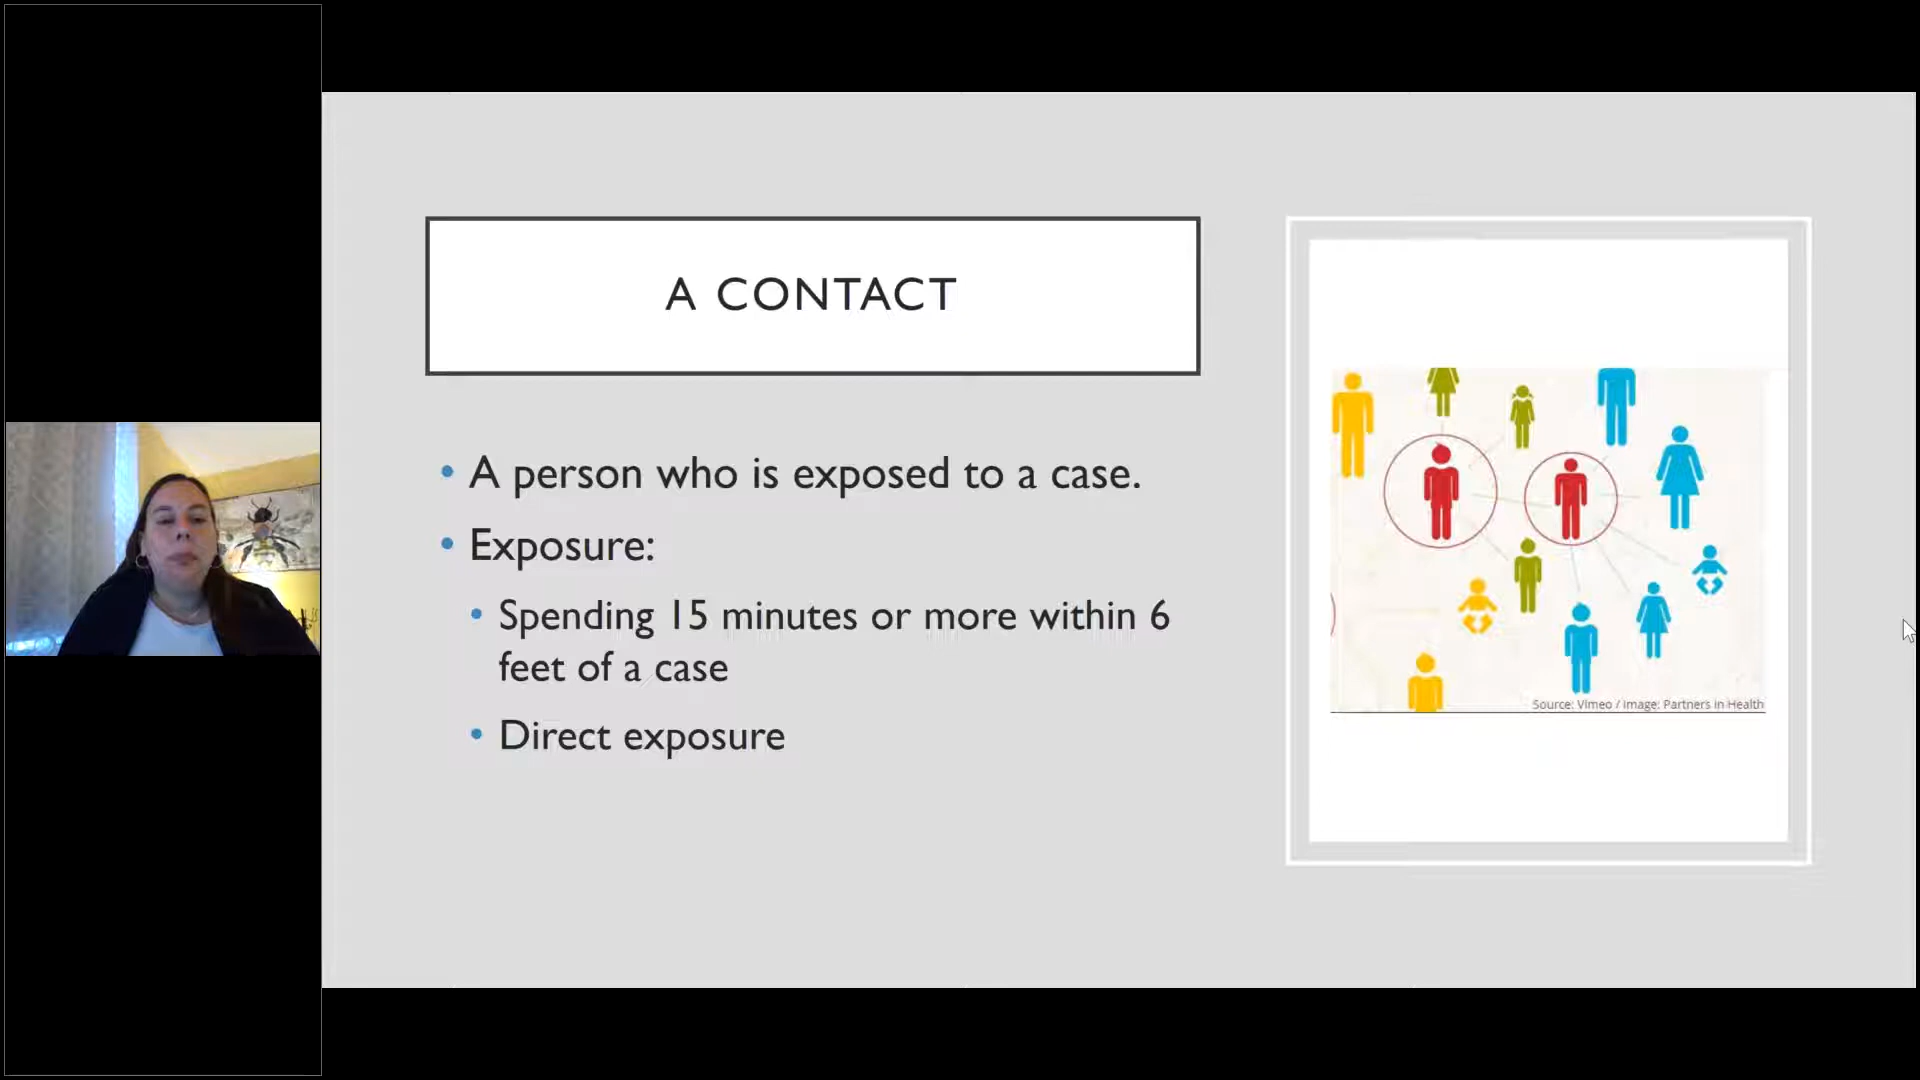 A CONTACT
• A person who is exposed to a case.
• Exposure:
• Spending 15 minutes or more within 6
feet of a case
• Direct exposure
Source: Vimeo / Image: Partners in Health